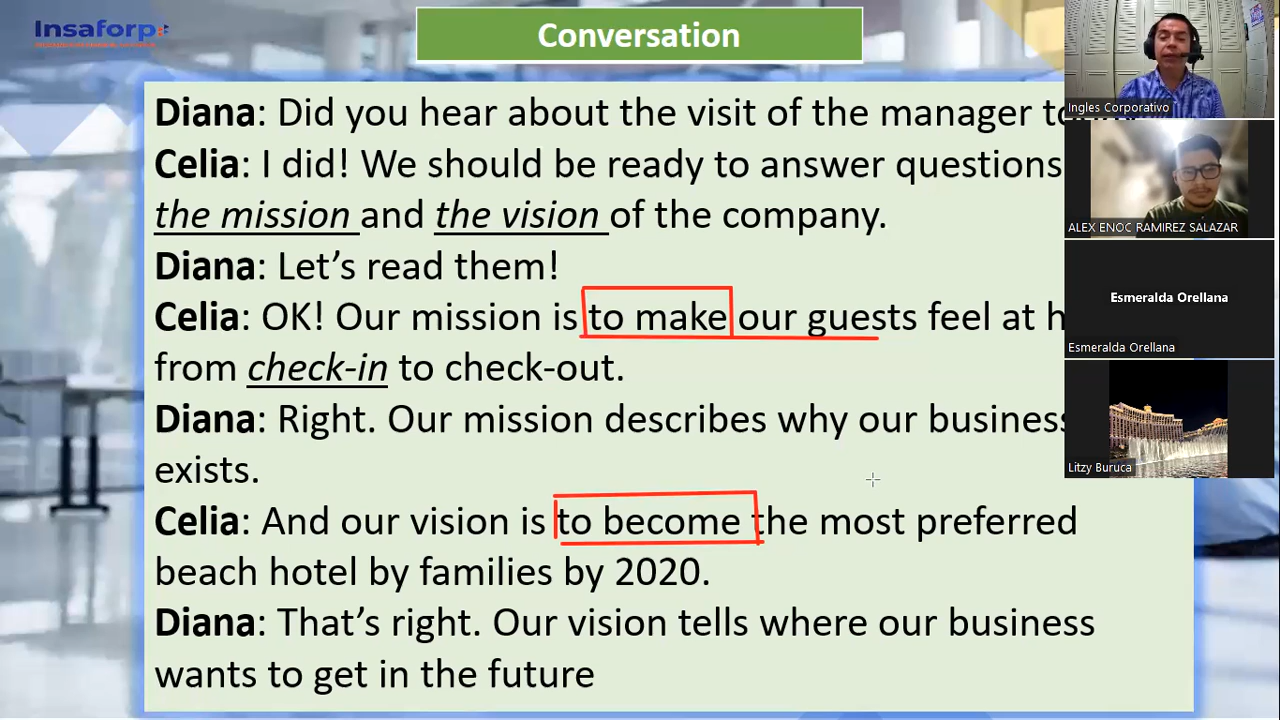 Insaforp
Conversation
Diana: Did you hear about the visit of the manager
Celia: I did! We should be ready to answer questions
the mission and the vision of the company.
Diana: Let’s read them!
Celia: OK! Our mission is to make our guests feel at
from check-in to check-out.
Diana: Right. Our mission describes why our business
exists.
Celia: And our vision is to become the most preferred
beach hotel by families by 2020.
Diana: That’s right. Our vision tells where our business
wants to get in the future
Ingles Corporativo
ALEX ENOC RAMIREZ SALAZAR
Esmeralda Orellana
Esmeralda Orellana
Litzy Buruca